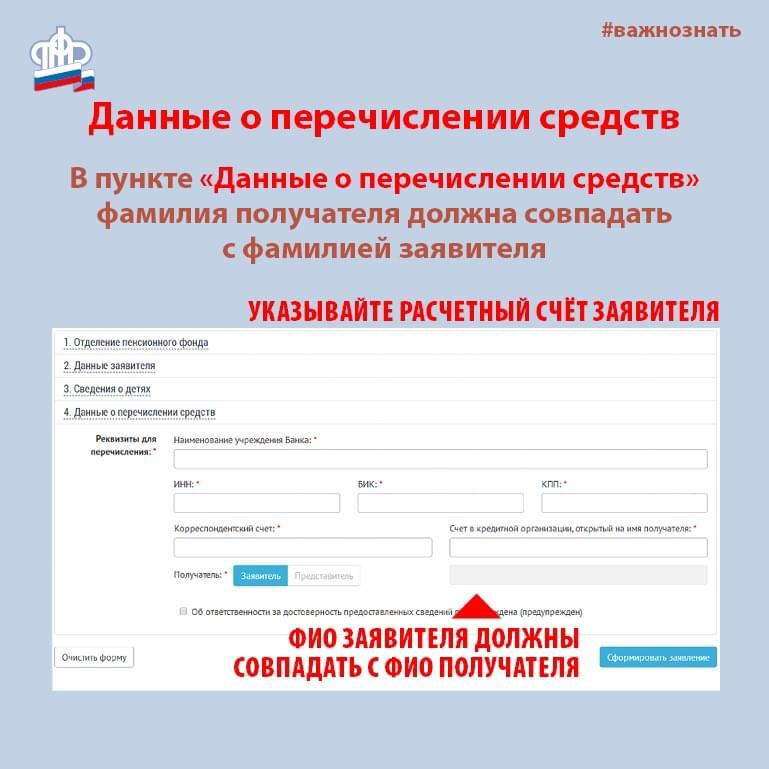 #важнознать
Данные о перечислении средств
В пункте «Данные о перечислении средств»
фамилия получателя должна совпадать
с фамилией заявителя
УКАЗЫВАЙТЕ РАСЧЕТНЫЙ СЧЁТ ЗАЯВИТЕЛЯ
1. Отделение пенсионного фонда
2. Данные заявителя
3. Сведения о детях
4. Данные о перечислении средств
Реквизиты для
перечисления: *
Наименование учреждения Банка: *
ИНН: * БИК: * КПП: *
Корреспондентский счет: * Счет в кредитной организации, открытый на имя получателя: *
Получатель: * Заявитель Представитель
Об ответственности за достоверность предоставленных сведений (предупрежден)
ФИО ЗАЯВИТЕЛЯ ДОЛЖНЫ
СОВПАДАТЬ С ФИО ПОЛУЧАТЕЛЯ
Очистить форму Сформировать заявление